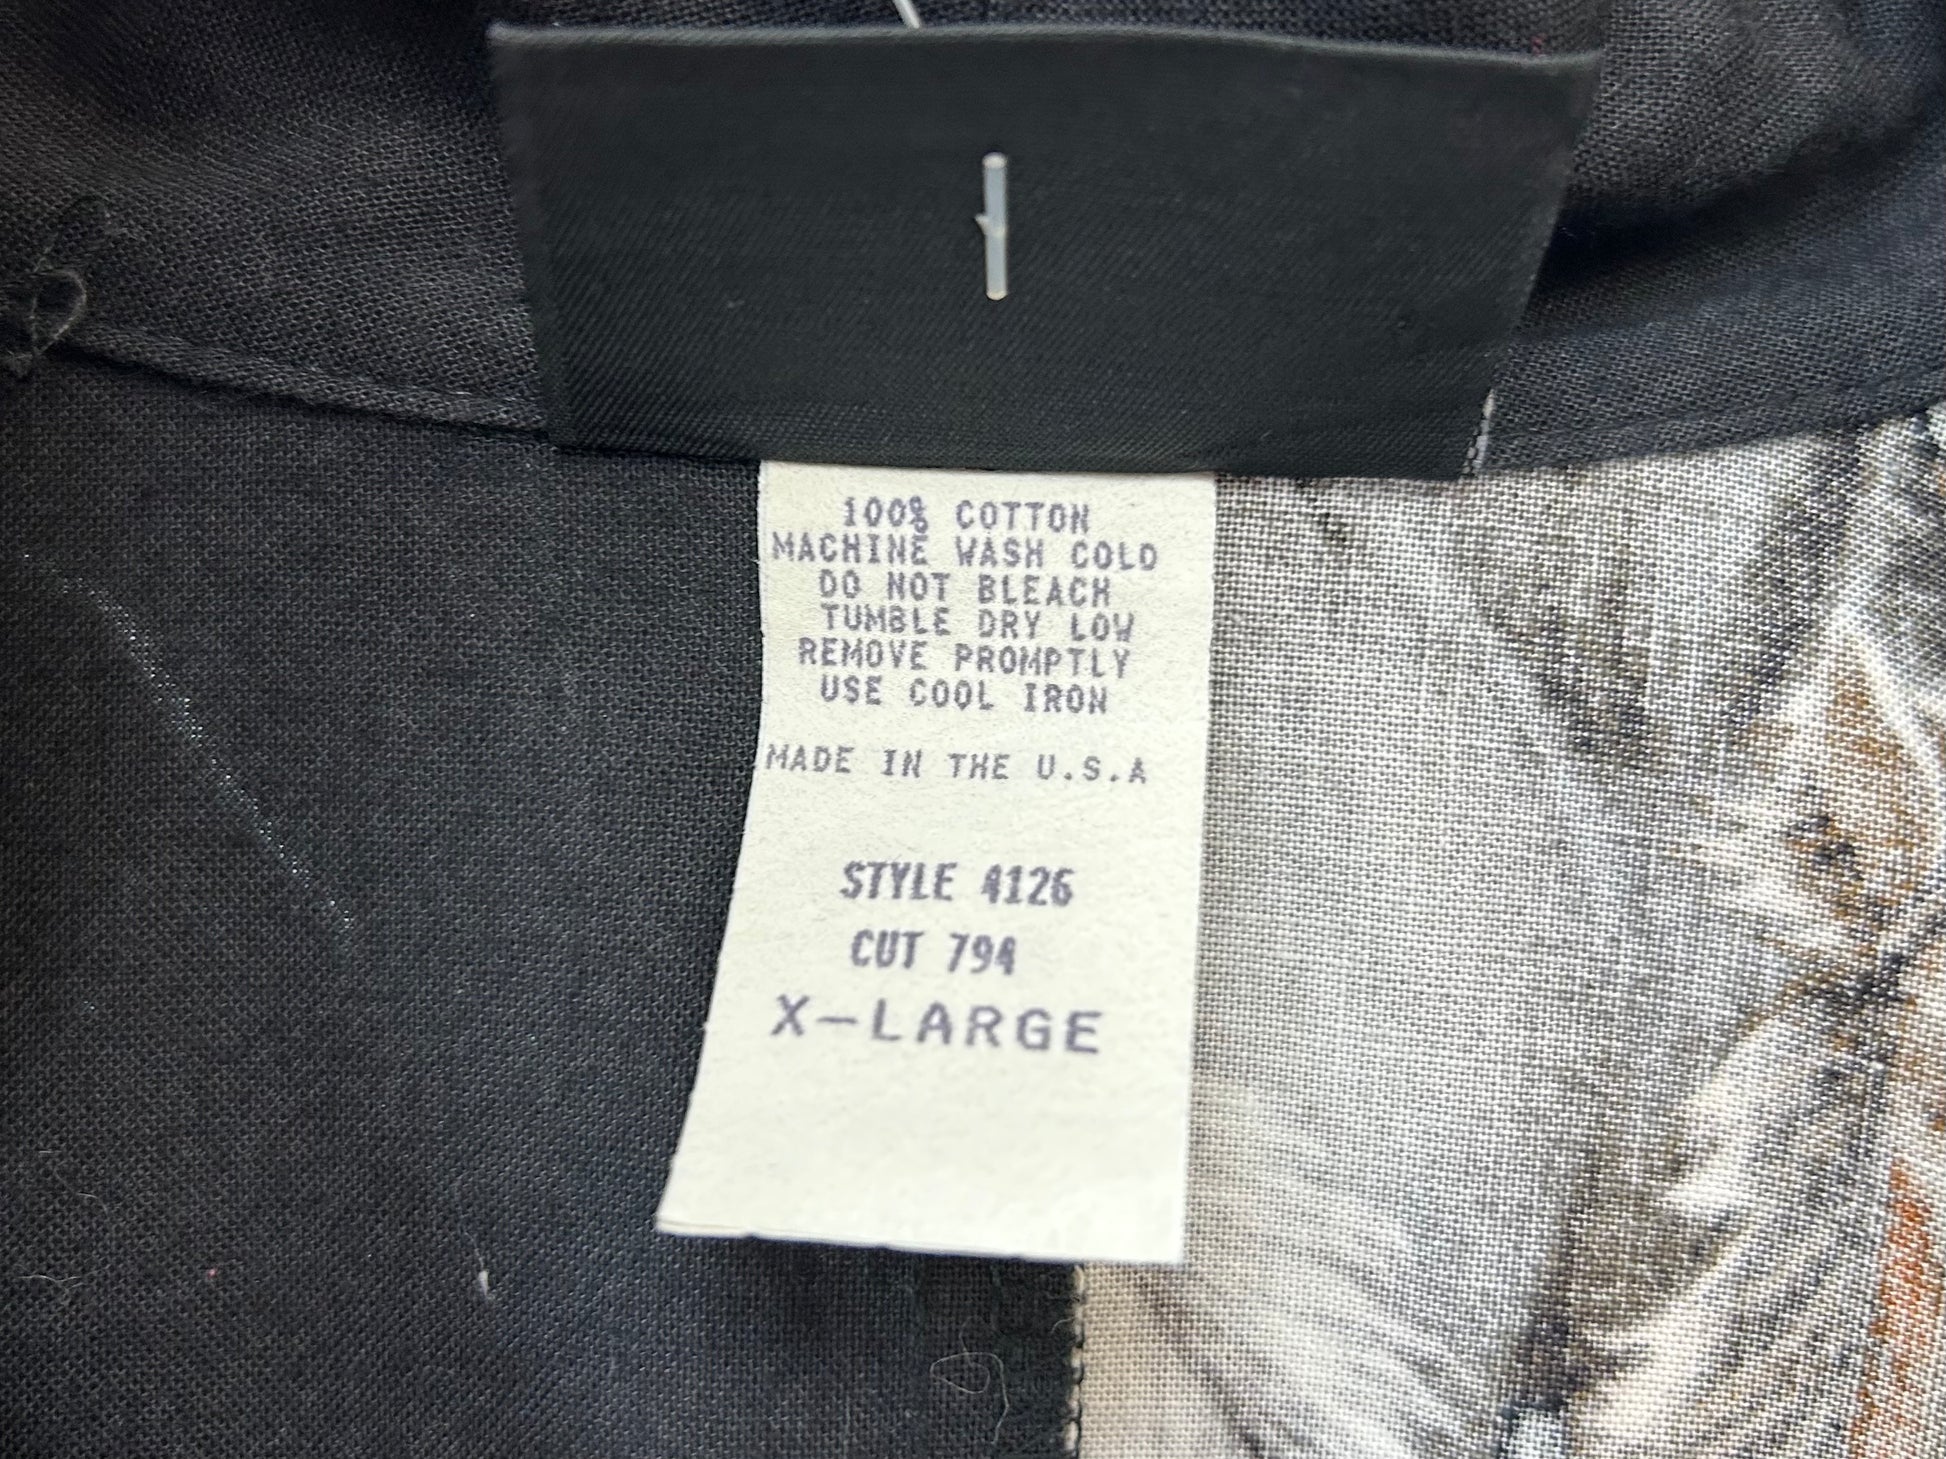 100% COTTON
MACHINE WASH COLD
DO NOT BLEACH
TUMBLE DRY LOW
REMOVE PROMPTLY
USE COOL IRON
MADE IN THE U.S.A
STYLE 4126
CUT 794
X-LARGE